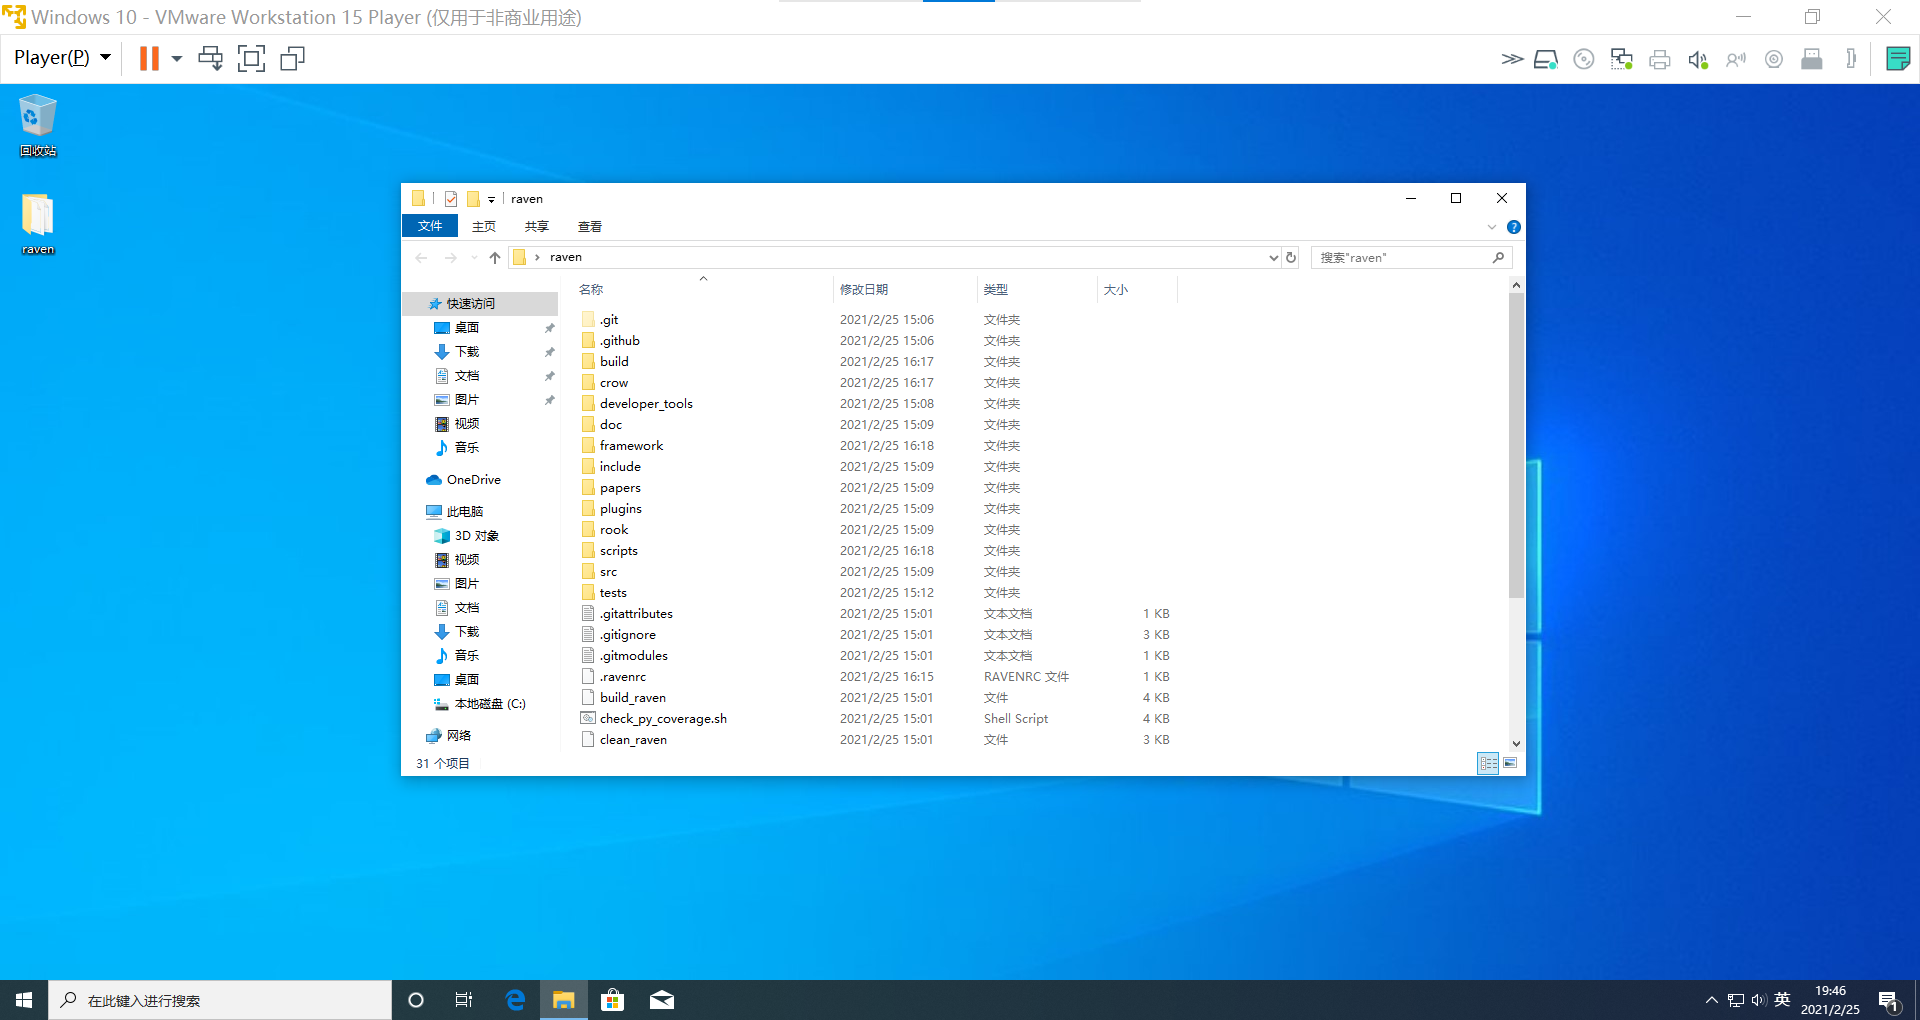 Windows 10 - VMware Workstation 15 Player (仅用于非商业用途)
Player(P)
回收站
raven
raven
文件 主页 共享 查看
raven
搜索"raven"
名称 修改日期 类型 大小
快速访问
桌面
下载
文档
图片
视频
音乐
OneDrive
此电脑
3D 对象
视频
图片
文档
下载
音乐
桌面
本地磁盘 (C:)
网络
.git 2021/2/25 15:06 文件夹
.github 2021/2/25 15:06 文件夹
build 2021/2/25 16:17 文件夹
crow 2021/2/25 16:17 文件夹
developer_tools 2021/2/25 15:08 文件夹
doc 2021/2/25 15:09 文件夹
framework 2021/2/25 16:18 文件夹
include 2021/2/25 15:09 文件夹
papers 2021/2/25 15:09 文件夹
plugins 2021/2/25 15:09 文件夹
rook 2021/2/25 15:09 文件夹
scripts 2021/2/25 16:18 文件夹
src 2021/2/25 15:09 文件夹
tests 2021/2/25 15:12 文件夹
.gitattributes 2021/2/25 15:01 文本文档 1 KB
.gitignore 2021/2/25 15:01 文本文档 3 KB
.gitmodules 2021/2/25 15:01 文本文档 1 KB
.ravenrc 2021/2/25 16:15 RAVENRC 文件 1 KB
build_raven 2021/2/25 15:01 文件 4 KB
check_py_coverage.sh 2021/2/25 15:01 Shell Script 4 KB
clean_raven 2021/2/25 15:01 文件 3 KB
31 个项目
在此键入进行搜索
英
19:46
2021/2/25
1